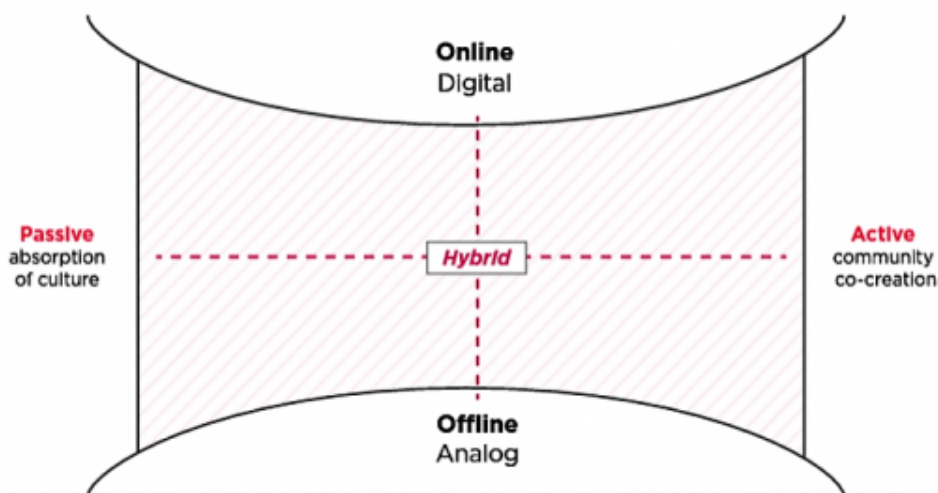 Online
Digital
Passive
absorption
of culture
Hybrid
Active
community
co-creation
Offline
Analog